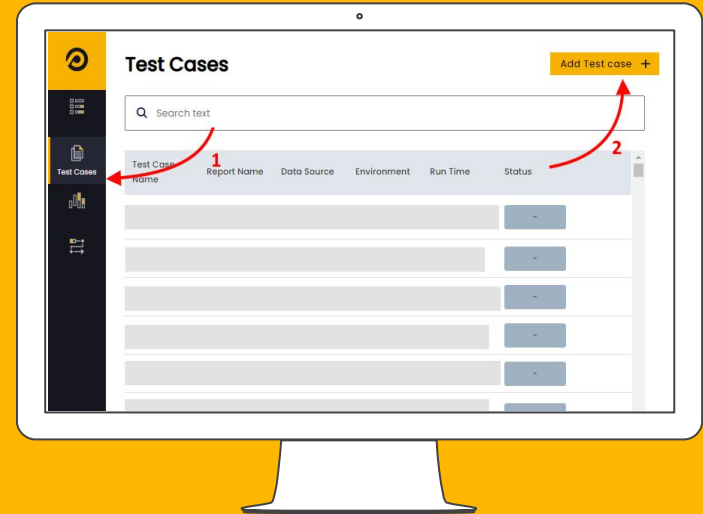 Test Cases
Add Test case +
Search text
1
2
Test Cases
Test Case
Name
Report Name
Data Source
Environment
Run Time
Status
-
-
-
-
-
-